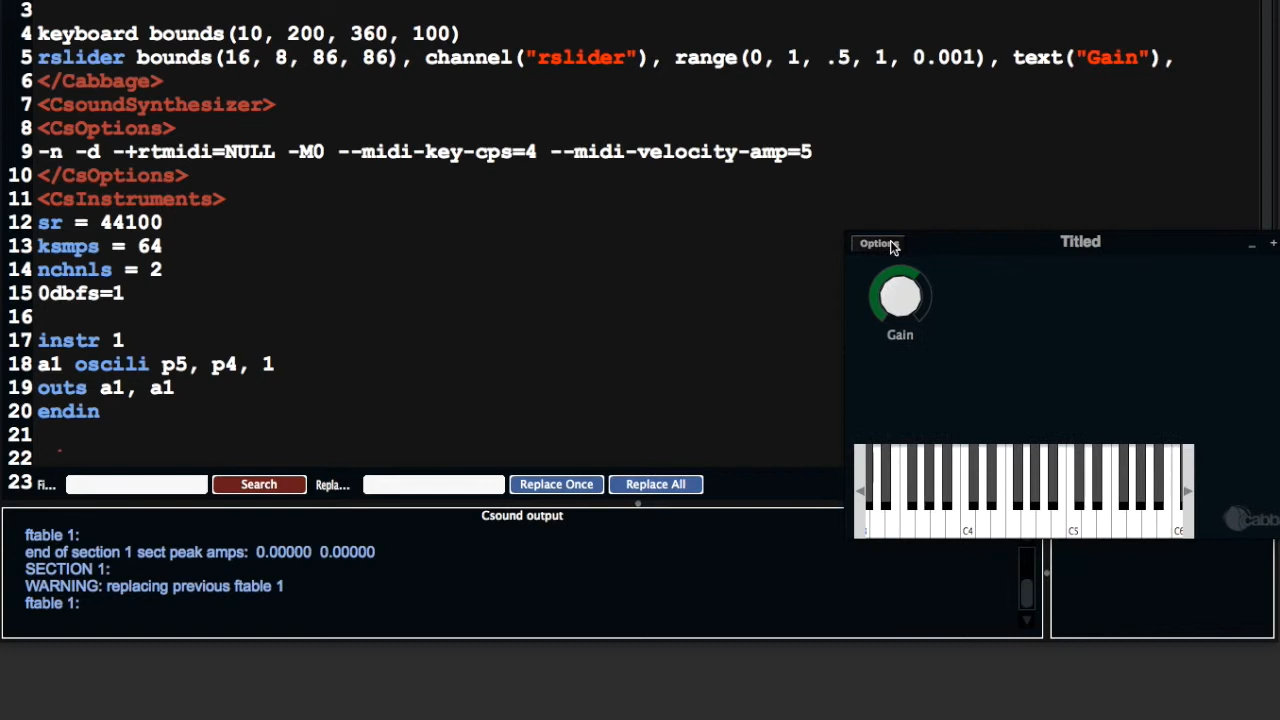 3
4 keyboard bounds(10, 200, 360, 100)
5 rslider bounds(16, 8, 86, 86), channel("rslider"), range(0, 1, .5, 1, 0.001), text("Gain"),
6 </Cabbage>
7 <CsoundSynthesizer>
8 <CsOptions>
9 -n -d -+rtmidi=NULL -M0 --midi-key-cps=4 --midi-velocity-amp=5
10 </CsOptions>
11 <CsInstruments>
12 sr = 44100
13 ksmps = 64
14 nchnls = 2
15 0dbfs=1
16
17 instr 1
18 a1 oscili p5, p4, 1
19 outs a1, a1
20 endin
21
22
23
Options Titled _ +
Gain
C4 C5 C6
Fi... Search Repla... Replace Once Replace All
Csound output
ftable 1:
end of section 1 sect peak amps: 0.00000 0.00000
SECTION 1:
WARNING: replacing previous ftable 1
ftable 1: